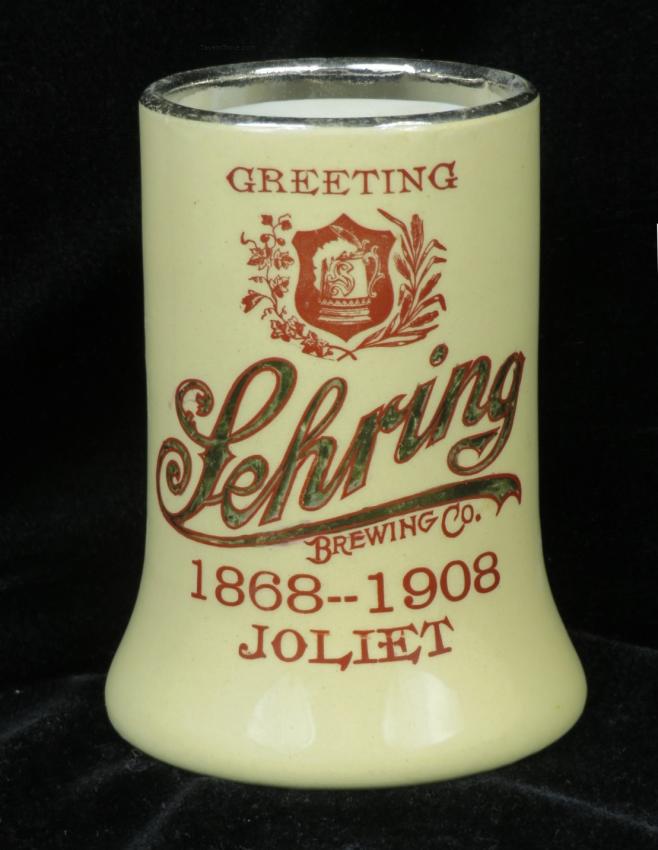 GREETING
S
Sehring
BREWING CO.
1868--1908
JOLIET